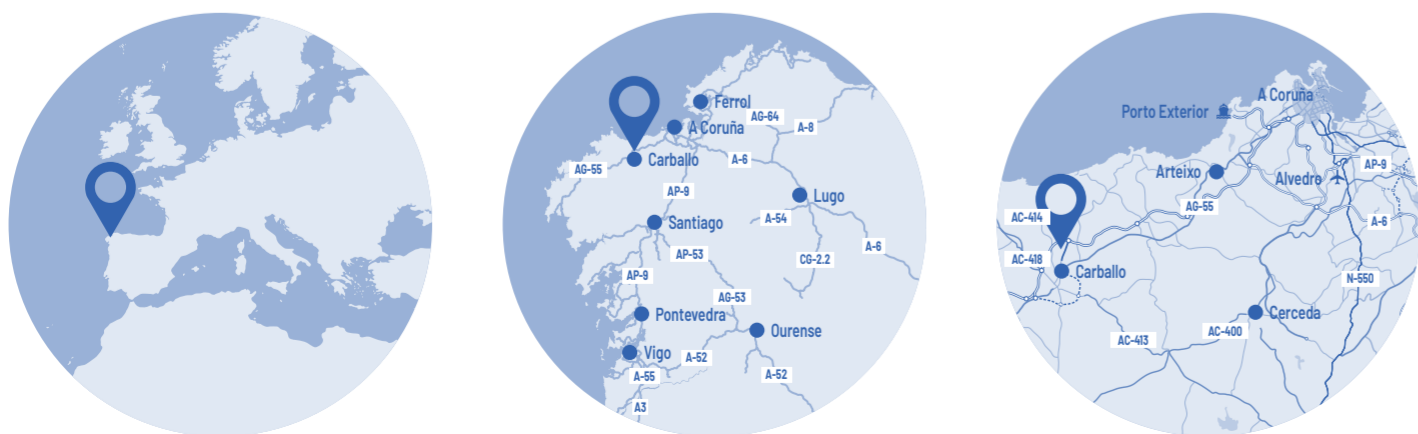 Ferrol
AG-64
A Coruña
A-8
AG-55
Carballo
A-6
AP-9
Lugo
Santiago
A-54
AP-53
A-6
CG-2.2
AP-9
AG-53
Pontevedra
Ourense
Vigo
A-52
A-55
A-52
A3
A Coruña
Porto Exterior
Arteixo
Alvedro
AP-9
AG-55
AC-414
A-6
AC-418
Carballo
N-550
Cerceda
AC-400
AC-413